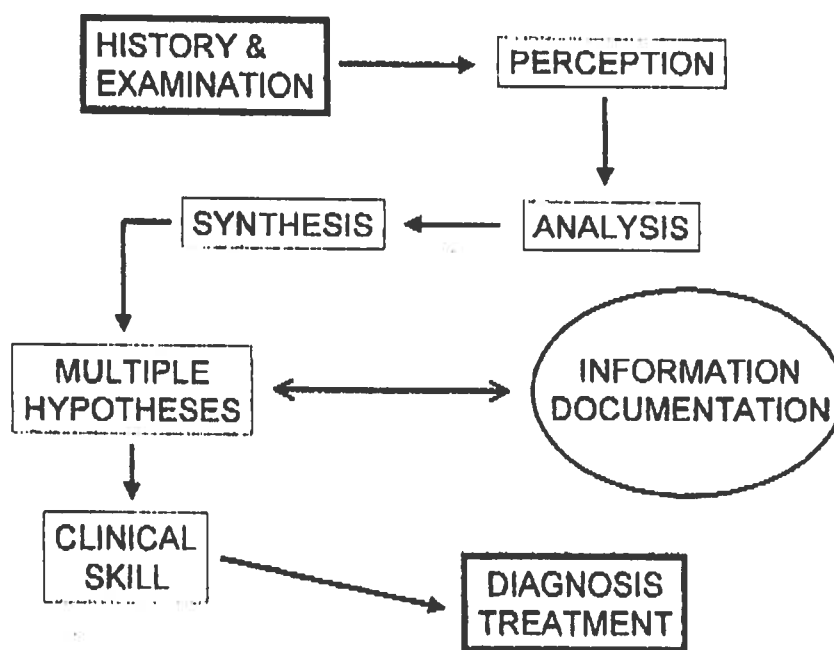 HISTORY &
EXAMINATION
PERCEPTION
ANALYSIS
SYNTHESIS
MULTIPLE
HYPOTHESES
INFORMATION
DOCUMENTATION
CLINICAL
SKILL
DIAGNOSIS
TREATMENT